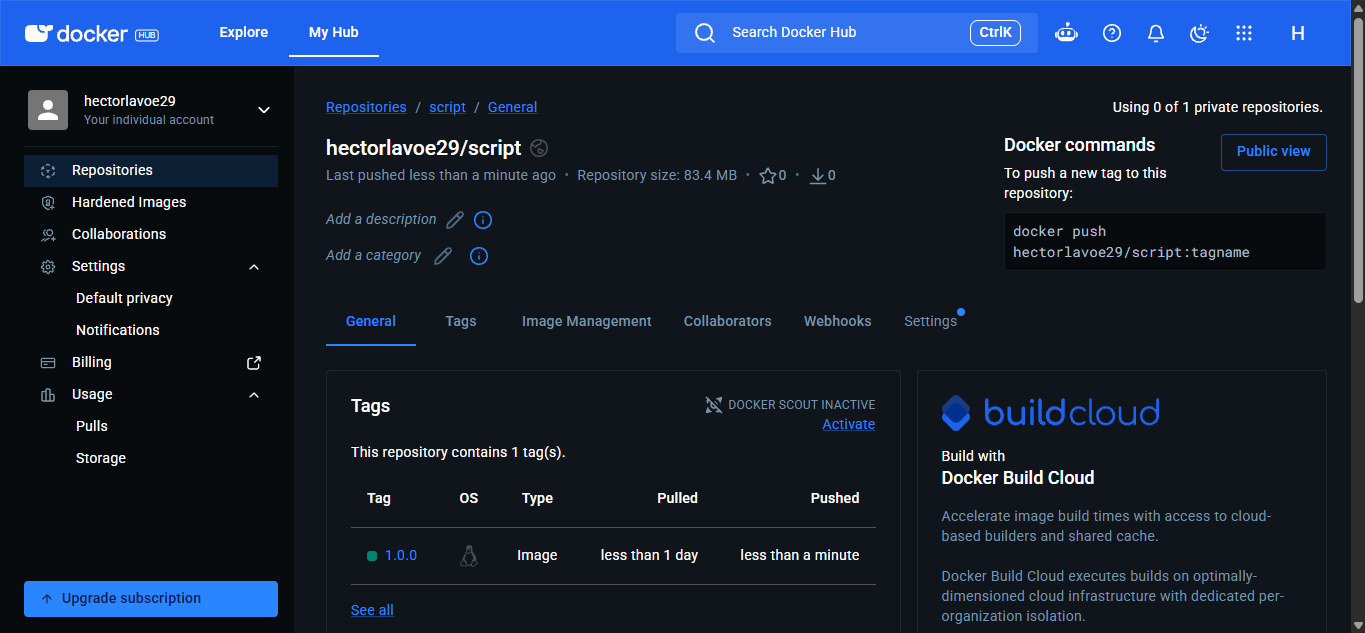 docker HUB
Explore
My Hub
Search Docker Hub
CtrlK
H
hectorlavoe29
Your individual account
Repositories
Hardened Images
Collaborations
Settings
Default privacy
Notifications
Billing
Usage
Pulls
Storage
Upgrade subscription
Repositories / script / General
Using 0 of 1 private repositories.
hectorlavoe29/script
Last pushed less than a minute ago • Repository size: 83.4 MB • 0 • 0
Add a description
Add a category
Docker commands
Public view
To push a new tag to this
repository:
docker push
hectorlavoe29/script:tagname
General
Tags
Image Management
Collaborators
Webhooks
Settings
Tags
DOCKER SCOUT INACTIVE
Activate
This repository contains 1 tag(s).
Tag OS Type Pulled Pushed
1.0.0 Image less than 1 day less than a minute
See all
buildcloud
Build with
Docker Build Cloud
Accelerate image build times with access to cloud-
based builders and shared cache.
Docker Build Cloud executes builds on optimally-
dimensioned cloud infrastructure with dedicated per-
organization isolation.